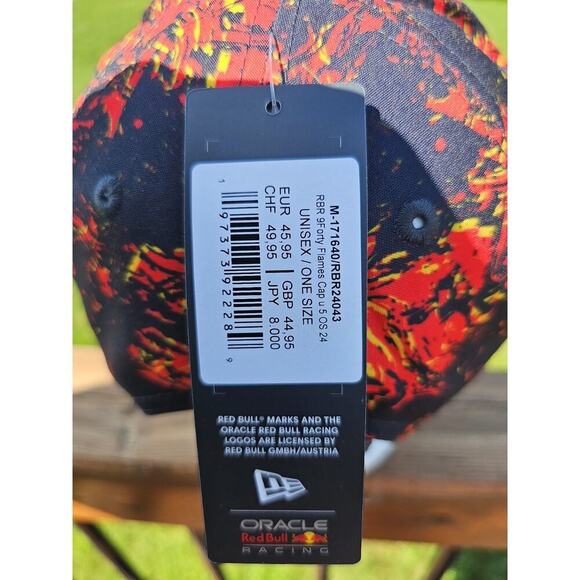 M-171640/RBR24043
RBR 9Forty Flames Cap u 5 OS 24
UNISEX / ONE SIZE
EUR 45,95 | GBP 44,95
CHF 49,95 | JPY 8.000
1 97373 92228 9
RED BULL® MARKS AND THE
ORACLE RED BULL RACING
LOGOS ARE LICENSED BY
RED BULL GMBH/AUSTRIA
ORACLE
Red Bull
RACING